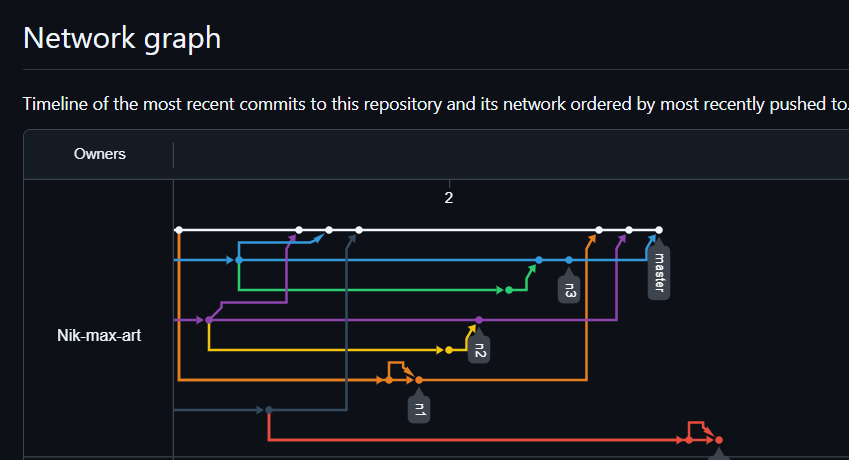 Network graph
Timeline of the most recent commits to this repository and its network ordered by most recently pushed to.
Owners
2
master
n3
Nik-max-art
n2
n1